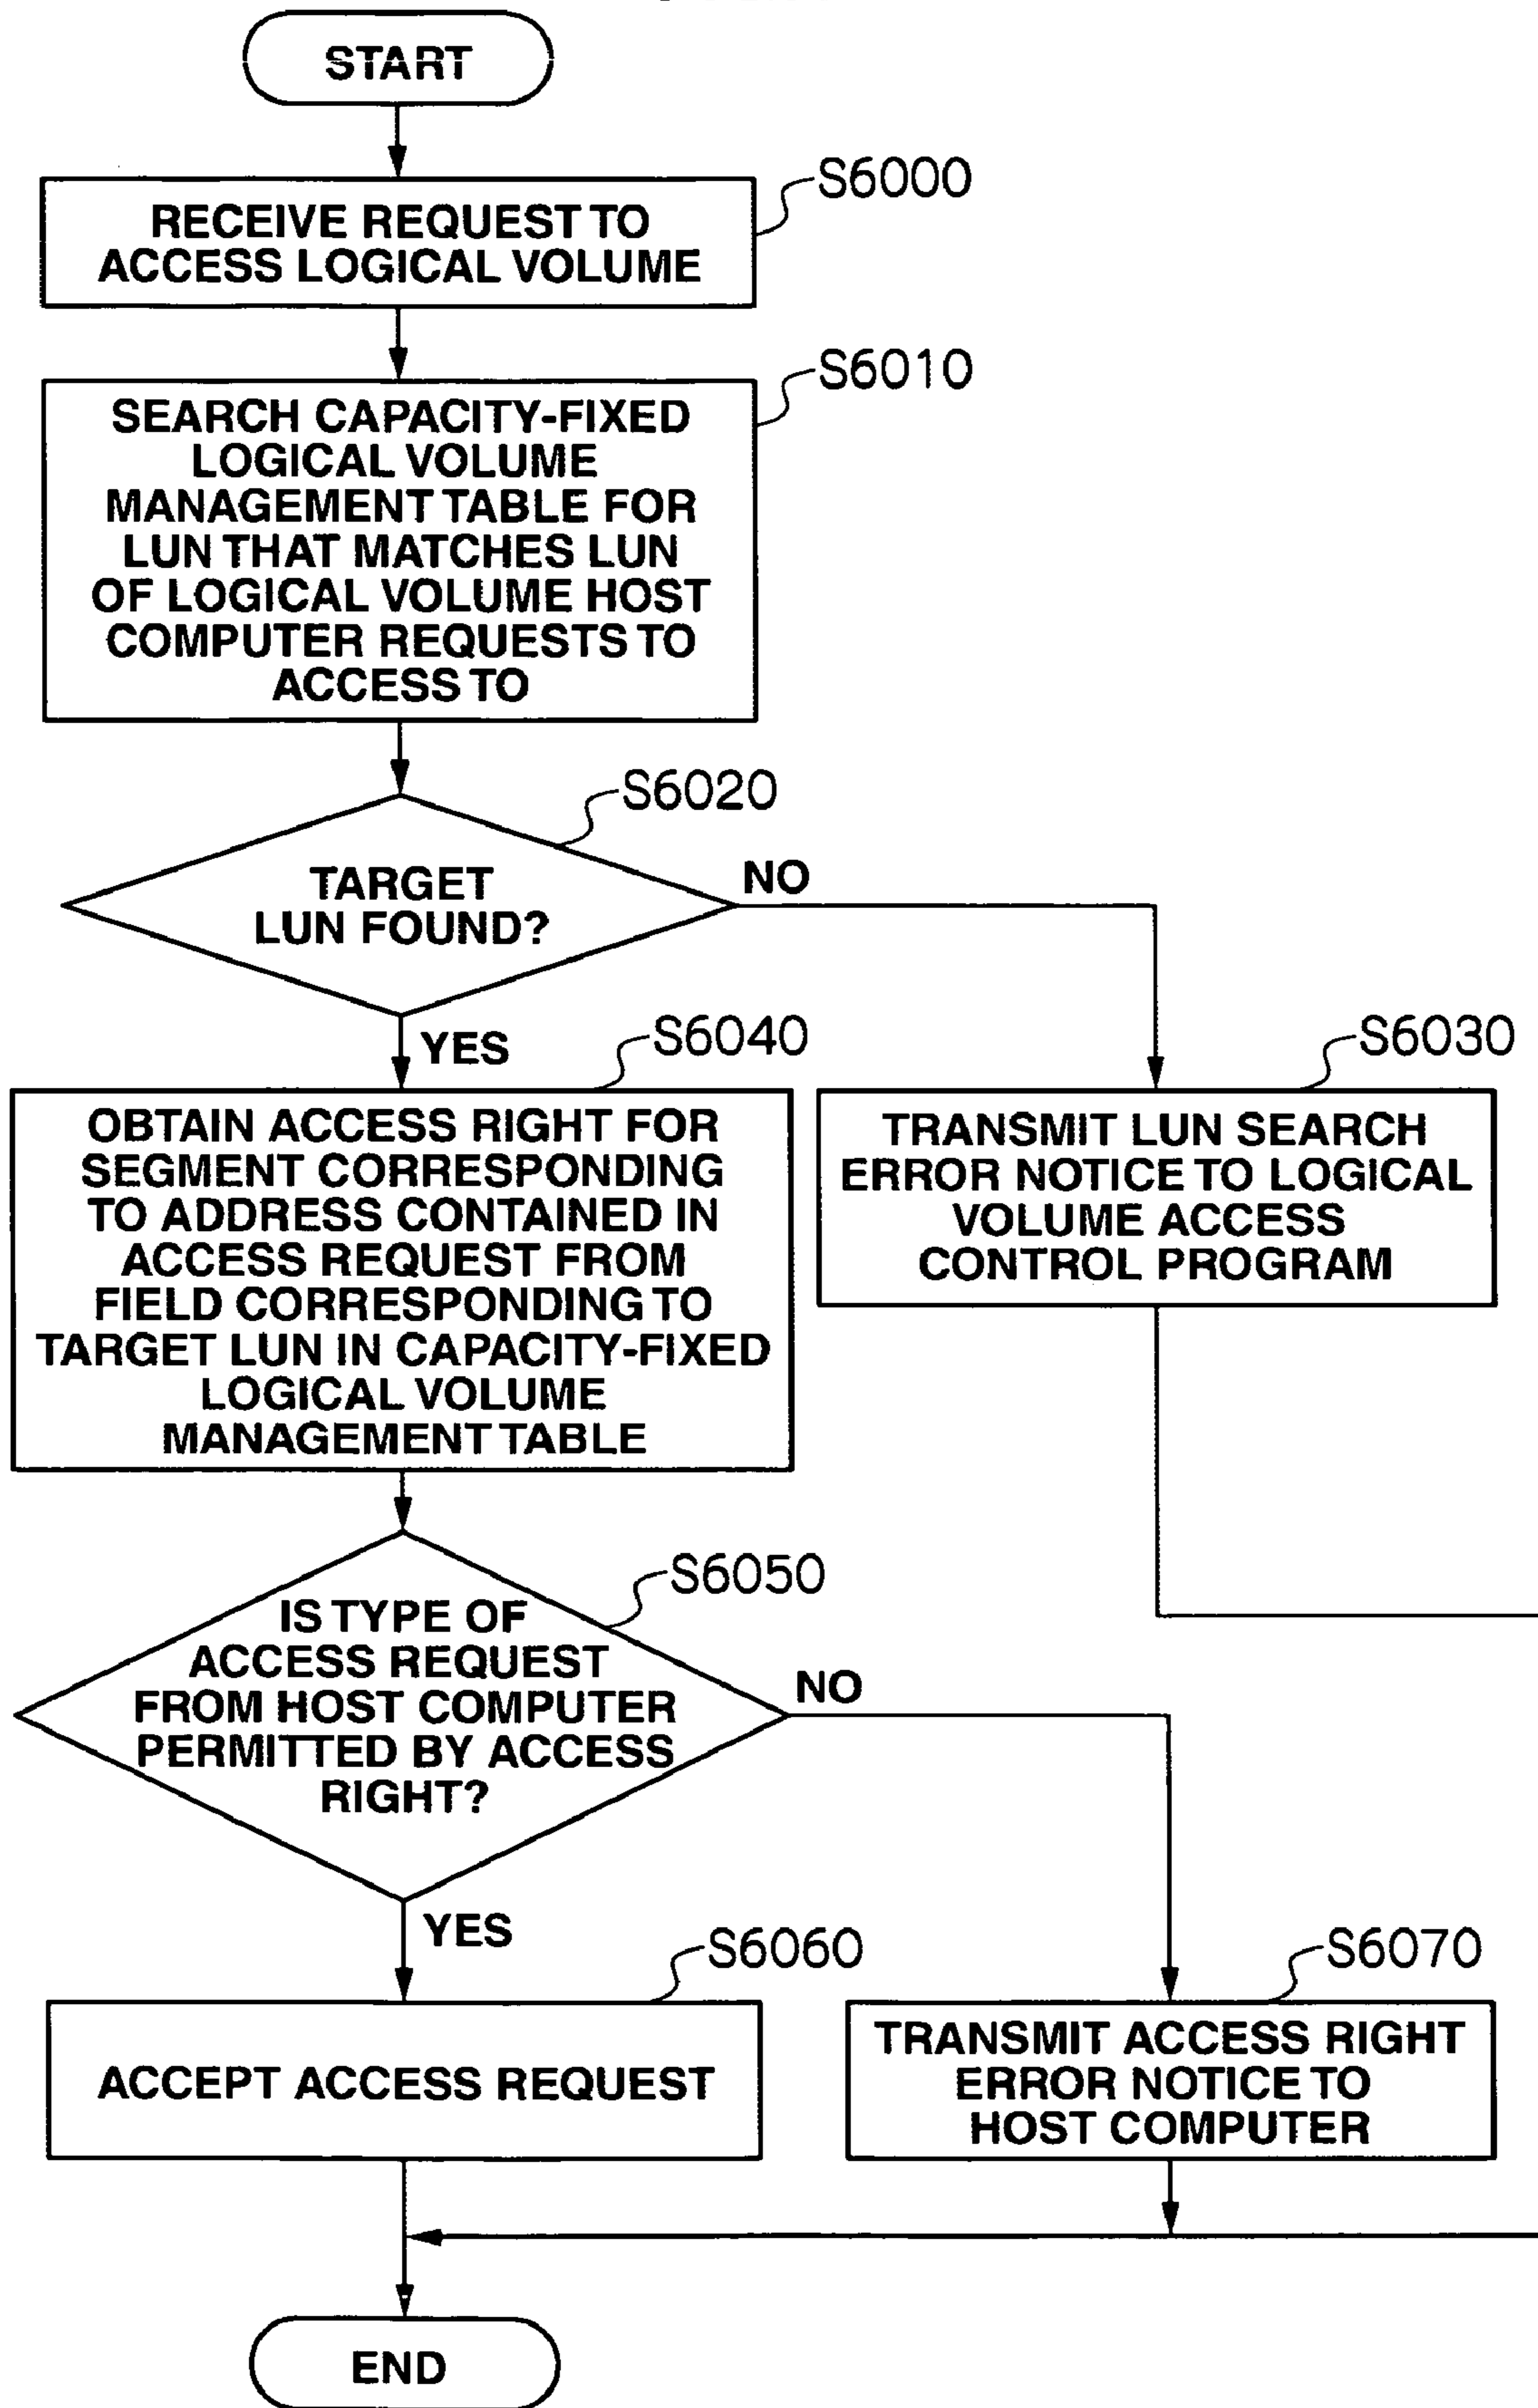 START
S6000
RECEIVE REQUEST TO
ACCESS LOGICAL VOLUME
S6010
SEARCH CAPACITY-FIXED
LOGICAL VOLUME
MANAGEMENT TABLE FOR
LUN THAT MATCHES LUN
OF LOGICAL VOLUME HOST
COMPUTER REQUESTS TO
ACCESS TO
S6020
TARGET
LUN FOUND?
NO
YES
S6040
OBTAIN ACCESS RIGHT FOR
SEGMENT CORRESPONDING
TO ADDRESS CONTAINED IN
ACCESS REQUEST FROM
FIELD CORRESPONDING TO
TARGET LUN IN CAPACITY-FIXED
LOGICAL VOLUME
MANAGEMENT TABLE
S6030
TRANSMIT LUN SEARCH
ERROR NOTICE TO LOGICAL
VOLUME ACCESS
CONTROL PROGRAM
S6050
IS TYPE OF
ACCESS REQUEST
FROM HOST COMPUTER
PERMITTED BY ACCESS
RIGHT?
NO
YES
S6060
ACCEPT ACCESS REQUEST
S6070
TRANSMIT ACCESS RIGHT
ERROR NOTICE TO
HOST COMPUTER
END